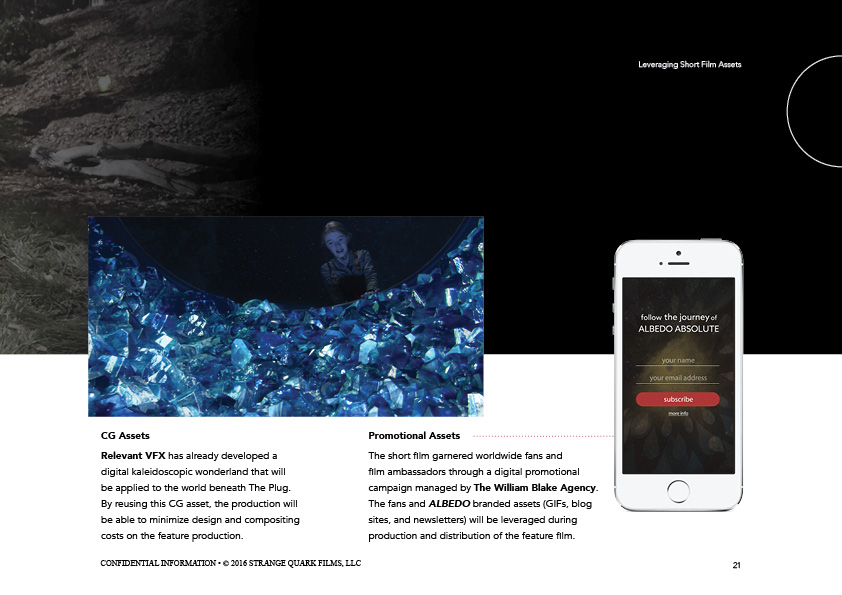 Leveraging Short Film Assets
follow the journey of
ALBEDO ABSOLUTE
your name
your email address
subscribe
more info
CG Assets
Relevant VFX has already developed a
digital kaleidoscopic wonderland that will
be applied to the world beneath The Plug.
By reusing this CG asset, the production will
be able to minimize design and compositing
costs on the feature production.
Promotional Assets
The short film garnered worldwide fans and
film ambassadors through a digital promotional
campaign managed by The William Blake Agency.
The fans and ALBEDO branded assets (GIFs, blog
sites, and newsletters) will be leveraged during
production and distribution of the feature film.
CONFIDENTIAL INFORMATION • © 2016 STRANGE QUARK FILMS, LLC
21